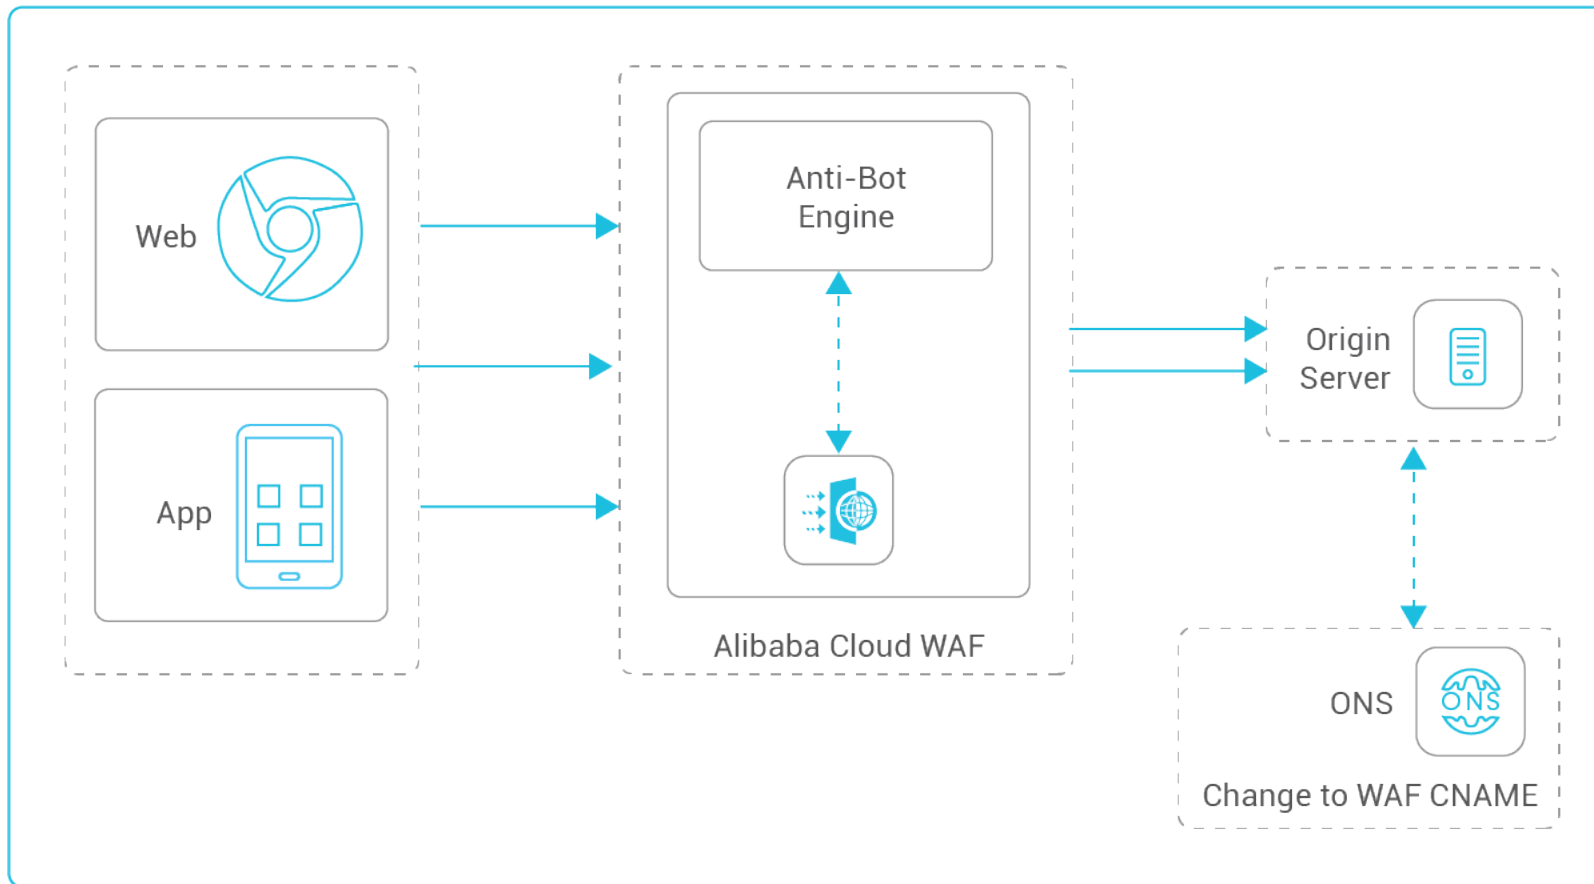 Web
App
Anti-Bot
Engine
Alibaba Cloud WAF
Origin
Server
ONS
ONS
Change to WAF CNAME